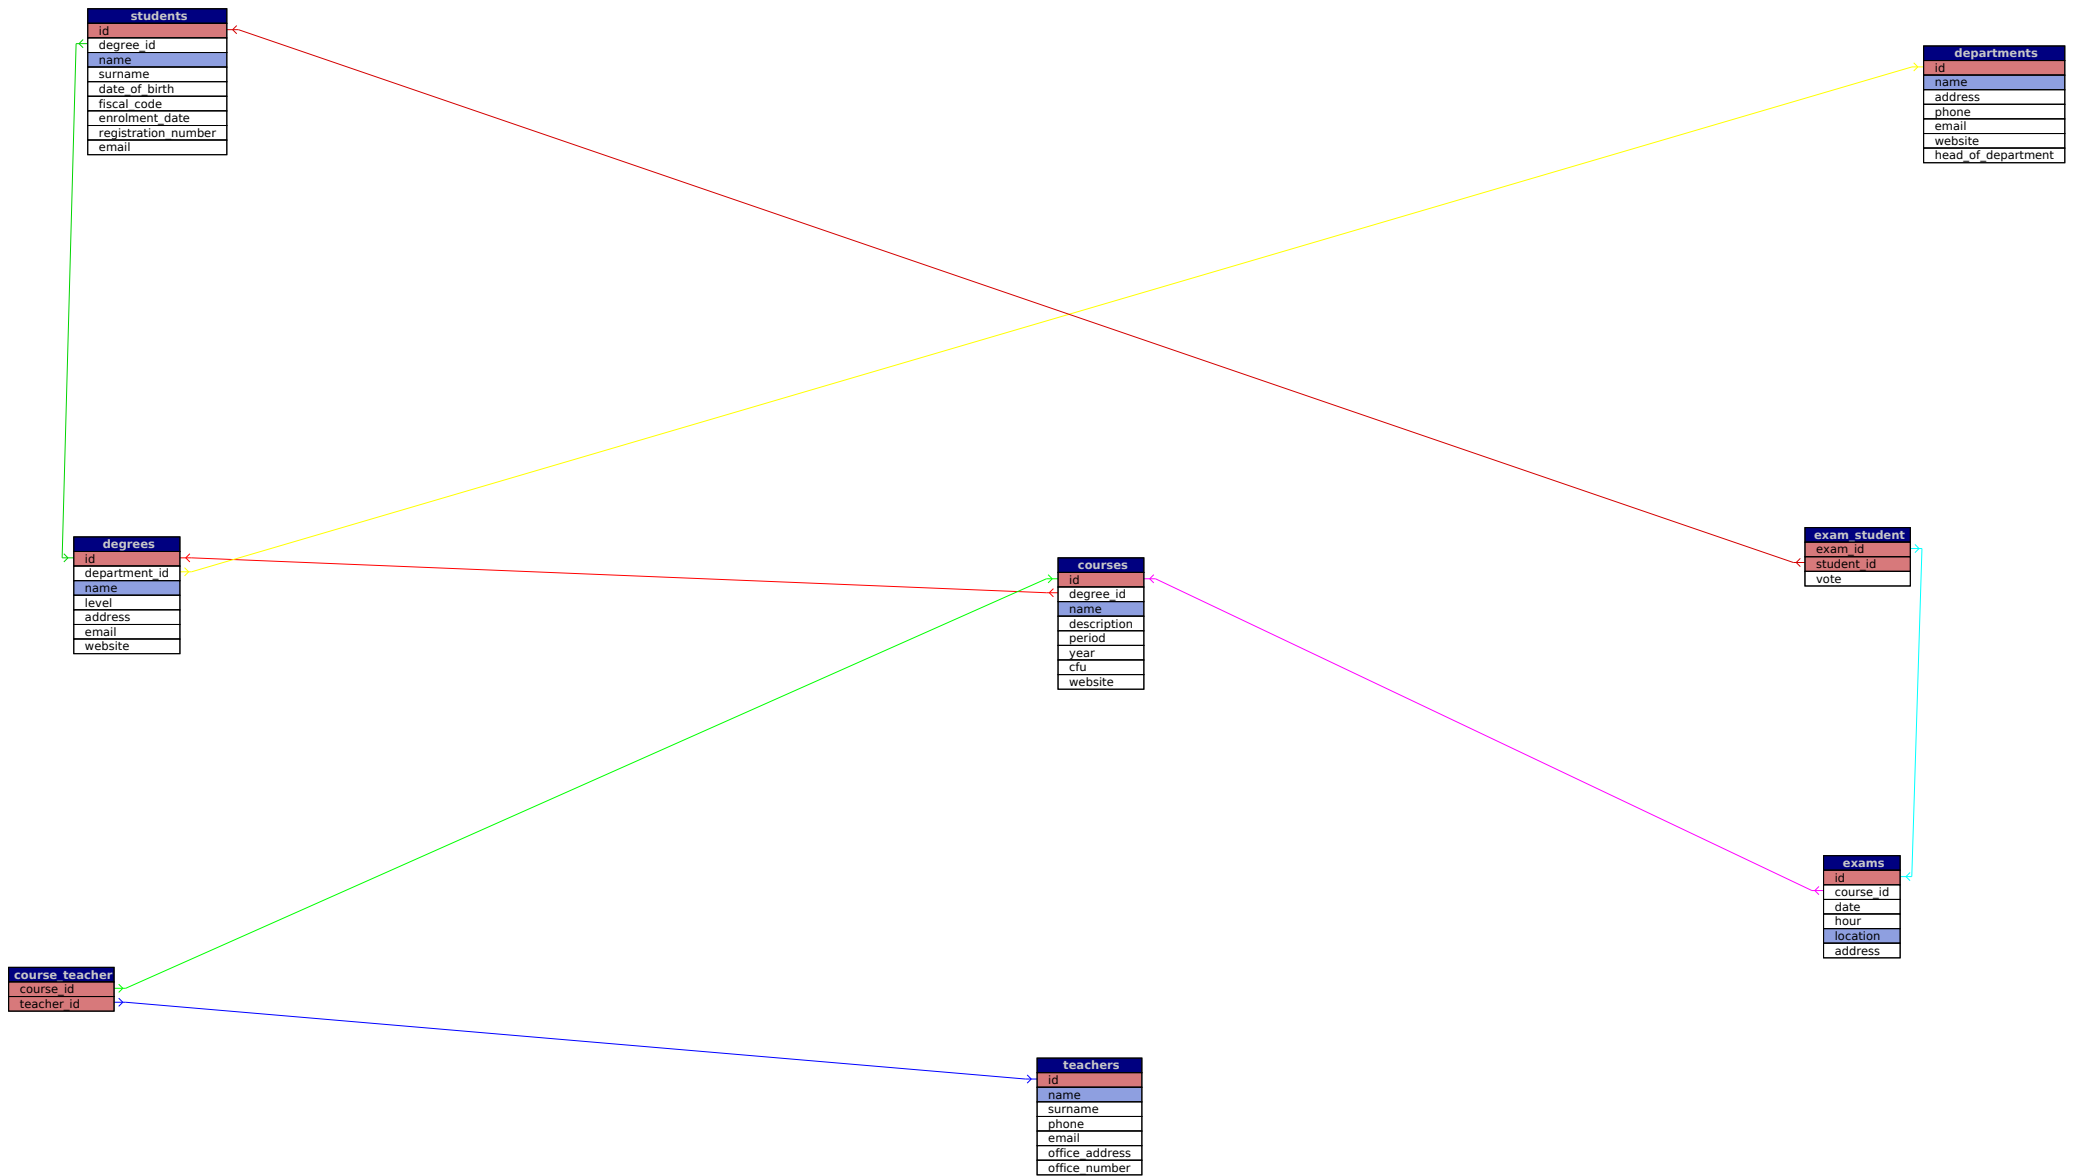 students
id
degree_id
name
surname
date_of_birth
fiscal_code
enrolment_date
registration_number
email
departments
id
name
address
phone
email
website
head_of_department
degrees
id
department_id
name
level
address
email
website
courses
id
degree_id
name
description
period
year
cfu
website
exam_student
exam_id
student_id
vote
exams
id
course_id
date
hour
location
address
course_teacher
course_id
teacher_id
teachers
id
name
surname
phone
email
office_address
office_number